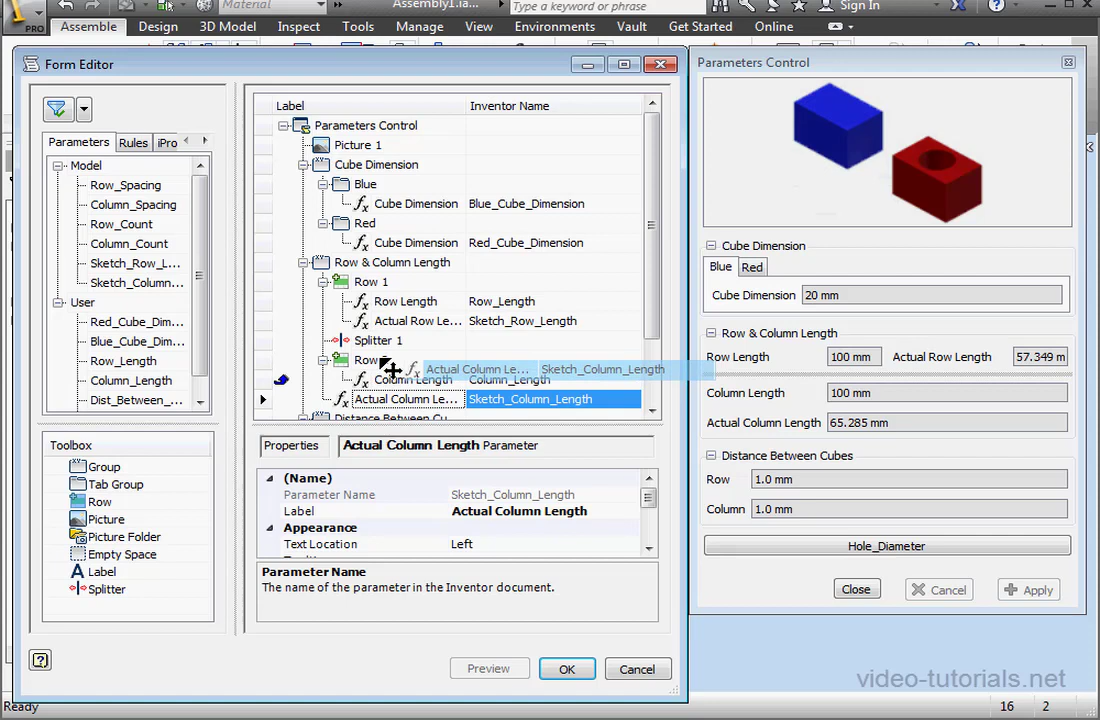 PRO
Material
Assembly1.ia...
Type a keyword or phrase
Sign In
Assemble Design 3D Model Inspect Tools Manage View Environments Vault Get Started Online
Form Editor
Parameters Rules iPro
Model
Row_Spacing
Column_Spacing
Row_Count
Column_Count
Sketch_Row_L...
Sketch_Column...
User
Red_Cube_Dim...
Blue_Cube_Dim...
Row_Length
Dist_Between_...
Toolbox
Group
Tab Group
Row
Picture
Picture Folder
Empty Space
Label
Splitter
Label Inventor Name
Parameters Control
Picture 1
Cube Dimension
Blue
Cube Dimension Blue_Cube_Dimension
Red
Cube Dimension Red_Cube_Dimension
Row & Column Length
Row 1
Row Length Row_Length
Actual Row Le... Sketch_Row_Length
Splitter 1
Row
Actual Column Le... Sketch_Column_Length
Column Length Column_Length
Actual Column Le... Sketch_Column_Length
Distance Between Cu
Properties Actual Column Length Parameter
(Name)
Parameter Name Sketch_Column_Length
Label Actual Column Length
Appearance
Text Location Left
Parameter Name
The name of the parameter in the Inventor document.
Preview OK Cancel
Parameters Control
Cube Dimension
Blue Red
Cube Dimension 20 mm
Row & Column Length
Row Length 100 mm Actual Row Length 57.349 m
Column Length 100 mm
Actual Column Length 65.285 mm
Distance Between Cubes
Row 1.0 mm
Column 1.0 mm
Hole_Diameter
Close Cancel Apply
video-tutorials.net
Ready 16 2